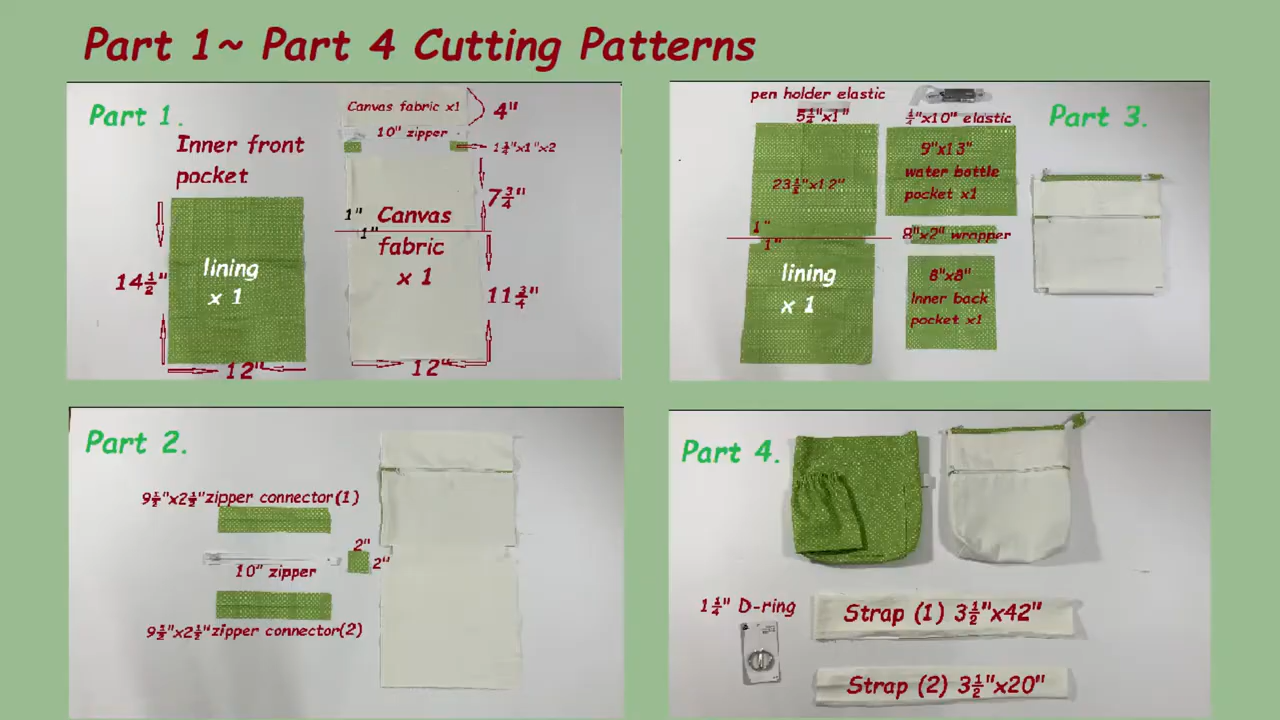 Part 1~ Part 4 Cutting Patterns
Part 1.
Inner front
pocket
14½"
lining
x 1
12"
Canvas fabric x1
4"
10" zipper
1¼"x1"x2
7¾"
1"
1"
Canvas
fabric
x 1
11¾"
12"
Part 3.
pen holder elastic
5¼"x1"
¼"x10" elastic
23½"x12"
9"x13"
water bottle
pocket x1
1"
1"
8"x2" wrapper
lining
x 1
8"x8"
Inner back
pocket x1
Part 2.
9½"x2½"zipper connector(1)
2"
2"
10" zipper
9½"x2½"zipper connector(2)
Part 4.
1¼" D-ring
Strap (1) 3½"x42"
Strap (2) 3½"x20"